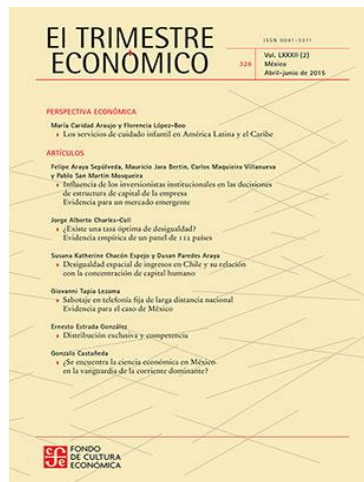 El TRIMESTRE
ECONÓMICO
ISSN 0041-3011
326
Vol. LXXXII (2)
México
Abril-junio de 2015
PERSPECTIVA ECONÓMICA
María Caridad Araujo y Florencia López-Boo
Los servicios de cuidado infantil en América Latina y el Caribe
ARTÍCULOS
Felipe Araya Sepúlveda, Mauricio Jara Bertin, Carlos Maquieira Villanueva
y Pablo San Martín Mosqueira
Influencia de los inversionistas institucionales en las decisiones
de estructura de capital de la empresa
Evidencia para un mercado emergente
Jorge Alberto Charles-Coll
¿Existe una tasa óptima de desigualdad?
Evidencia empírica de un panel de 112 países
Susana Katherine Chacón Espejo y Dusan Paredes Araya
Desigualdad espacial de ingresos en Chile y su relación
con la concentración de capital humano
Giovanni Tapia Lezama
Sabotaje en telefonía fija de larga distancia nacional
Evidencia para el caso de México
Ernesto Estrada González
Distribución exclusiva y competencia
Gonzalo Castañeda
¿Se encuentra la ciencia económica en México
en la vanguardia de la corriente dominante?
FONDO
DE CULTURA
ECONÓMICA